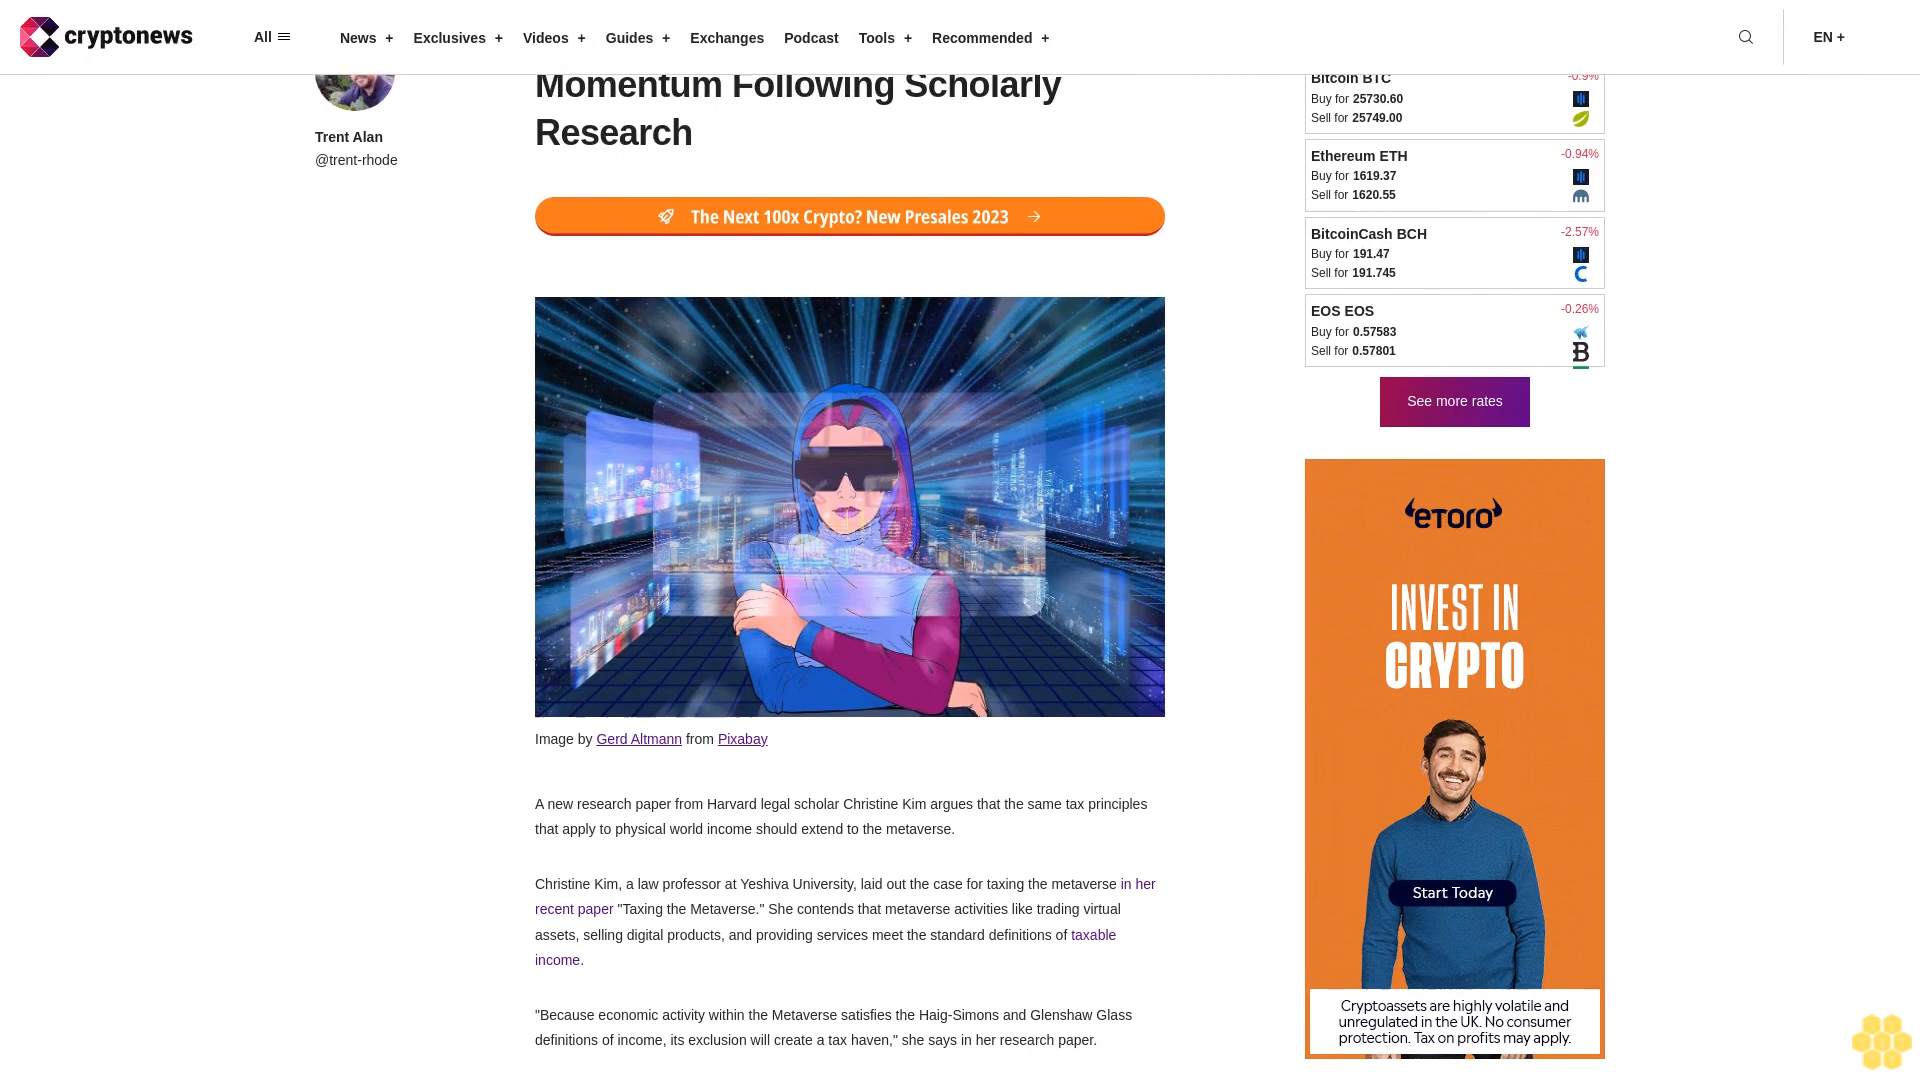 cryptonews
All
News +
Exclusives +
Videos +
Guides +
Exchanges
Podcast
Tools +
Recommended +
EN +
Trent Alan
@trent-rhode
Momentum Following Scholarly
Research
The Next 100x Crypto? New Presales 2023
Image by Gerd Altmann from Pixabay
A new research paper from Harvard legal scholar Christine Kim argues that the same tax principles
that apply to physical world income should extend to the metaverse.
Christine Kim, a law professor at Yeshiva University, laid out the case for taxing the metaverse in her
recent paper "Taxing the Metaverse." She contends that metaverse activities like trading virtual
assets, selling digital products, and providing services meet the standard definitions of taxable
income.
"Because economic activity within the Metaverse satisfies the Haig-Simons and Glenshaw Glass
definitions of income, its exclusion will create a tax haven," she says in her research paper.
Bitcoin BTC -0.9%
Buy for 25730.60
Sell for 25749.00
Ethereum ETH -0.94%
Buy for 1619.37
Sell for 1620.55
BitcoinCash BCH -2.57%
Buy for 191.47
Sell for 191.745
EOS EOS -0.26%
Buy for 0.57583
Sell for 0.57801
See more rates
eToro
INVEST IN
CRYPTO
Start Today
Cryptoassets are highly volatile and
unregulated in the UK. No consumer
protection. Tax on profits may apply.